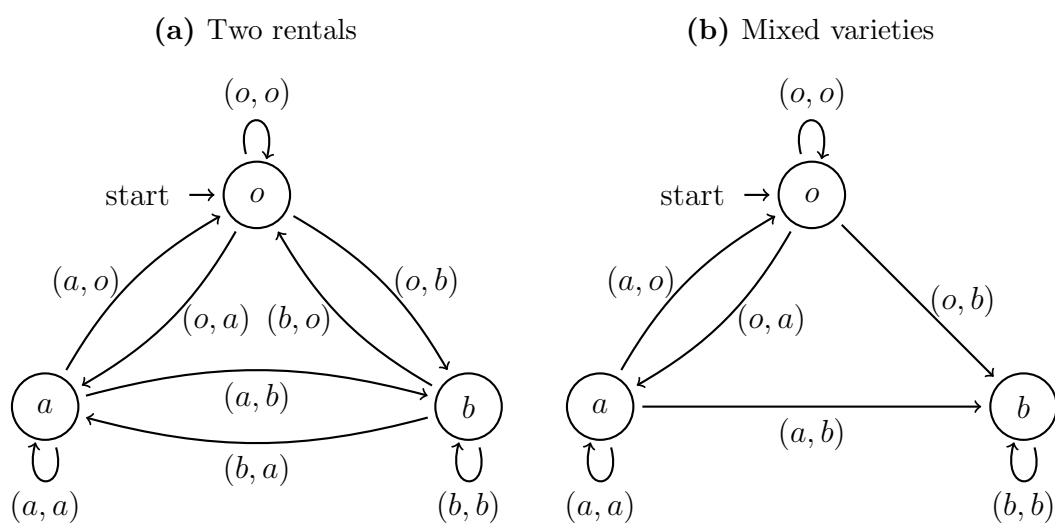 (a) Two rentals
(o, o)
start
o
(a, o)
(o, b)
(o, a)
(b, o)
a
(a, b)
b
(b, a)
(a, a)
(b, b)
(b) Mixed varieties
(o, o)
start
o
(a, o)
(o, b)
(o, a)
a
b
(a, b)
(a, a)
(b, b)